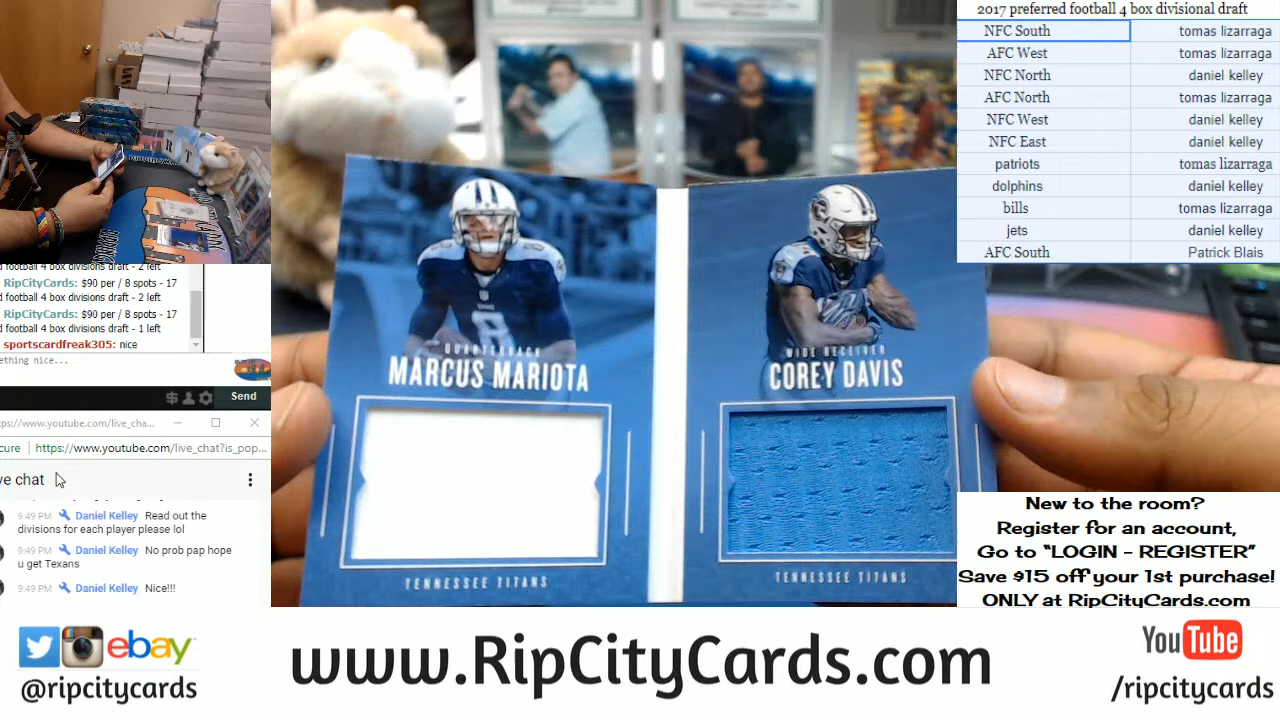 2017 preferred football 4 box divisional draft
NFC South tomas lizarraga
AFC West tomas lizarraga
NFC North daniel kelley
AFC North tomas lizarraga
NFC West daniel kelley
NFC East daniel kelley
patriots tomas lizarraga
dolphins daniel kelley
bills tomas lizarraga
jets daniel kelley
AFC South Patrick Blais
football 4 box divisions draft - 2 left
RipCityCards: $90 per / 8 spots - 17
football 4 box divisions draft - 2 left
RipCityCards: $90 per / 8 spots - 17
football 4 box divisions draft - 1 left
sportscardfreak305: nice
ething nice...
Send
ps://www.youtube.com/live_cha...
cure https://www.youtube.com/live_chat?is_pop...
ve chat
9:49 PM Daniel Kelley Read out the
divisions for each player please lol
9:49 PM Daniel Kelley No prob pap hope
u get Texans
9:49 PM Daniel Kelley Nice!!!
QUARTERBACK
MARCUS MARIOTA
TENNESSEE TITANS
WIDE RECEIVER
COREY DAVIS
TENNESSEE TITANS
New to the room?
Register for an account,
Go to "LOGIN - REGISTER"
Save $15 off your 1st purchase!
ONLY at RipCityCards.com
ebay
@ripcitycards
www.RipCityCards.com
YouTube
/ripcitycards